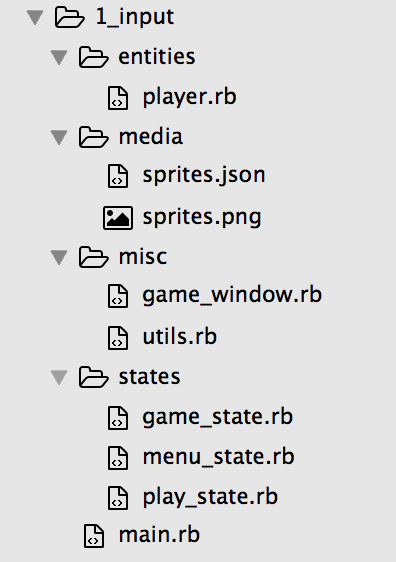 1_input
entities
player.rb
media
sprites.json
sprites.png
misc
game_window.rb
utils.rb
states
game_state.rb
menu_state.rb
play_state.rb
main.rb